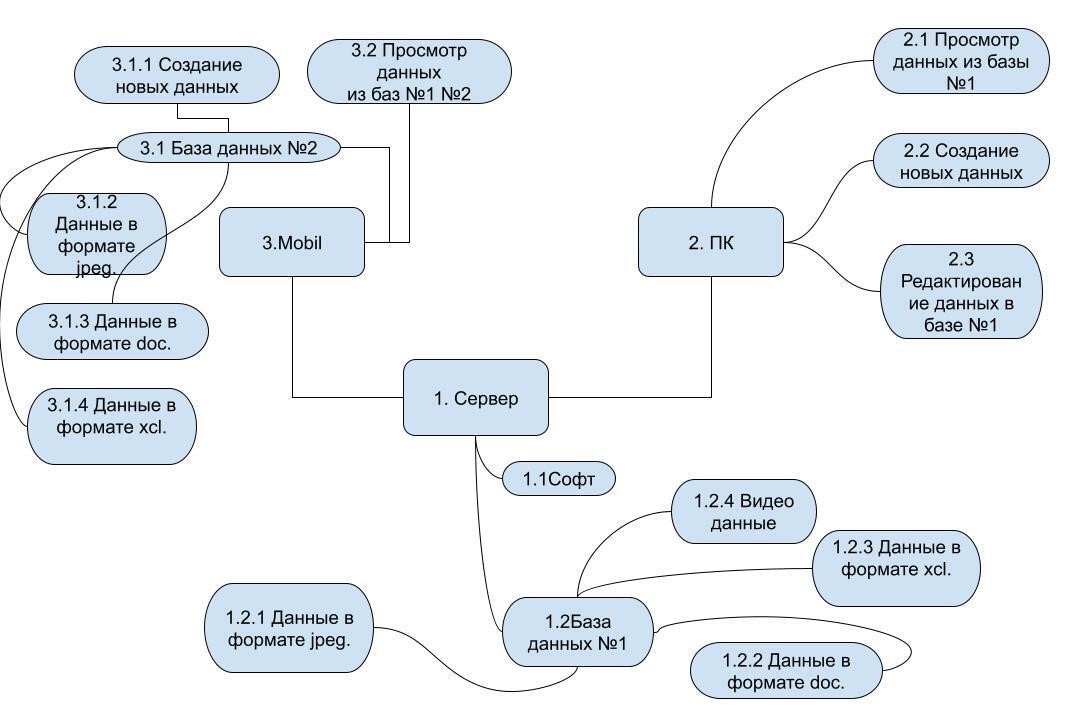 3.1.1 Создание
новых данных
3.2 Просмотр
данных
из баз №1 №2
2.1 Просмотр
данных из базы
№1
3.1 База данных №2
2.2 Создание
новых данных
3.1.2
Данные в
формате
jpeg.
3.Mobil
2. ПК
2.3
Редактирован
ие данных в
базе №1
3.1.3 Данные в
формате doc.
3.1.4 Данные в
формате xcl.
1. Сервер
1.1Софт
1.2.4 Видео
данные
1.2.3 Данные в
формате xcl.
1.2.1 Данные в
формате jpeg.
1.2База
данных №1
1.2.2 Данные в
формате doc.